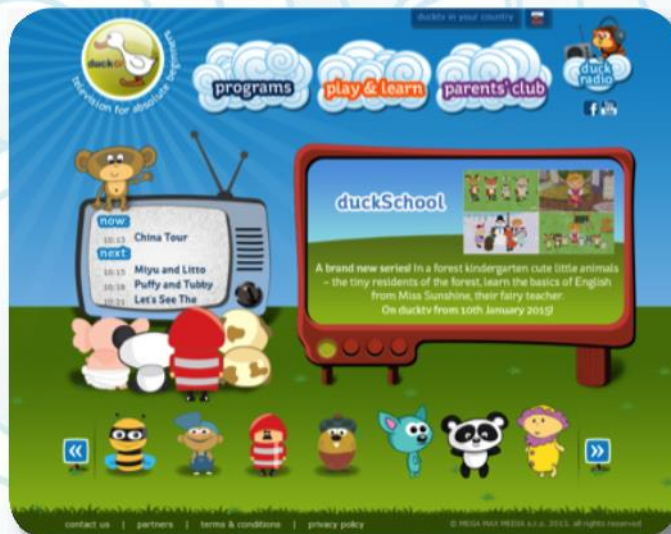 ducktv in your country
ducktv
television for absolute beginners
programs
play & learn
parents' club
duck
radio
now
10:13 China Tour
next
10:15 Miyu and Litto
10:18 Puffy and Tubby
10:21 Let's See The
duckSchool
A brand new series! In a forest kindergarten cute little animals
– the tiny residents of the forest, learn the basics of English
from Miss Sunshine, their fairy teacher.
On ducktv from 10th January 2015!
contact us | partners | terms & conditions | privacy policy
© MEGA MAX MEDIA s.r.o. 2013. all rights reserved